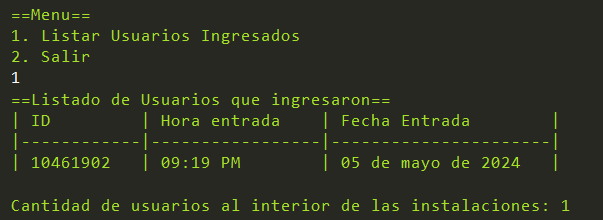 ==Menu==
1. Listar Usuarios Ingresados
2. Salir
1
==Listado de Usuarios que ingresaron==
| ID         | Hora entrada    | Fecha Entrada        |
|------------|-----------------|----------------------|
| 10461902   | 09:19 PM        | 05 de mayo de 2024   |
Cantidad de usuarios al interior de las instalaciones: 1